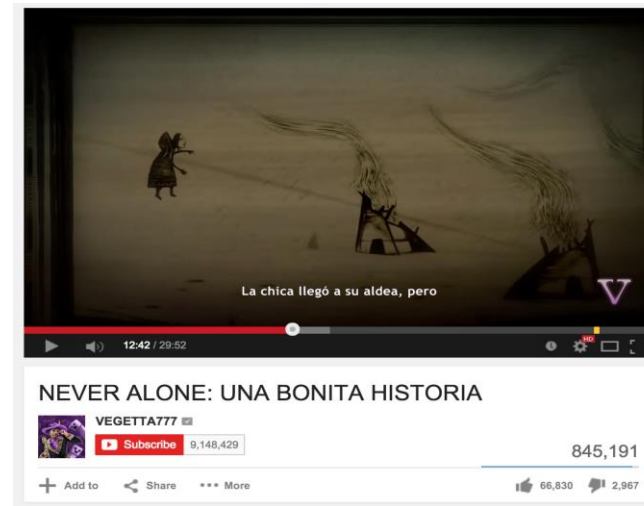 La chica llegó a su aldea, pero
V
12:42 / 29:52
HD
NEVER ALONE: UNA BONITA HISTORIA
VEGETTA777
Subscribe 9,148,429
845,191
Add to Share More
66,830 2,967